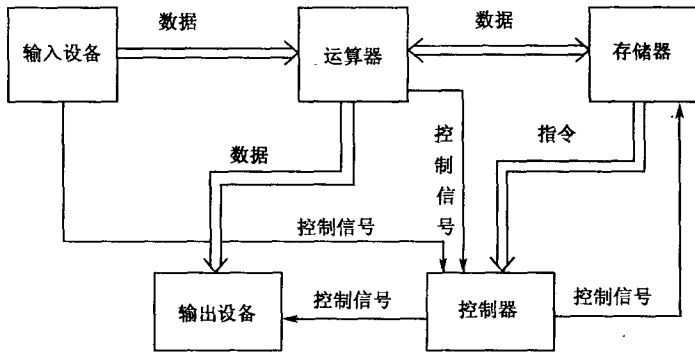 数据
数据
输入设备
运算器
存储器
控制信号
指令
数据
控制信号
输出设备
控制信号
控制器
控制信号